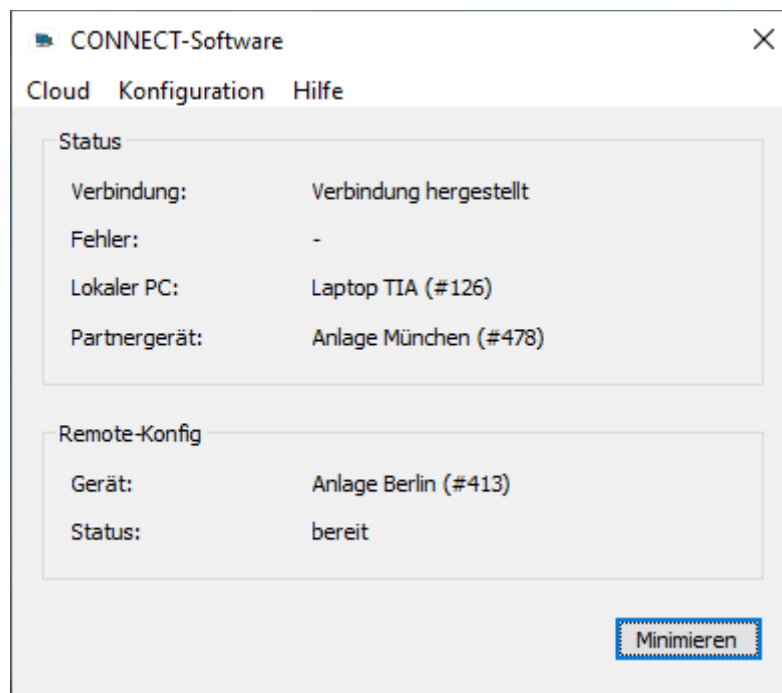 CONNECT-Software
Cloud Konfiguration Hilfe
Status
Verbindung: Verbindung hergestellt
Fehler: -
Lokaler PC: Laptop TIA (#126)
Partnergerät: Anlage München (#478)
Remote-Konfig
Gerät: Anlage Berlin (#413)
Status: bereit
Minimieren